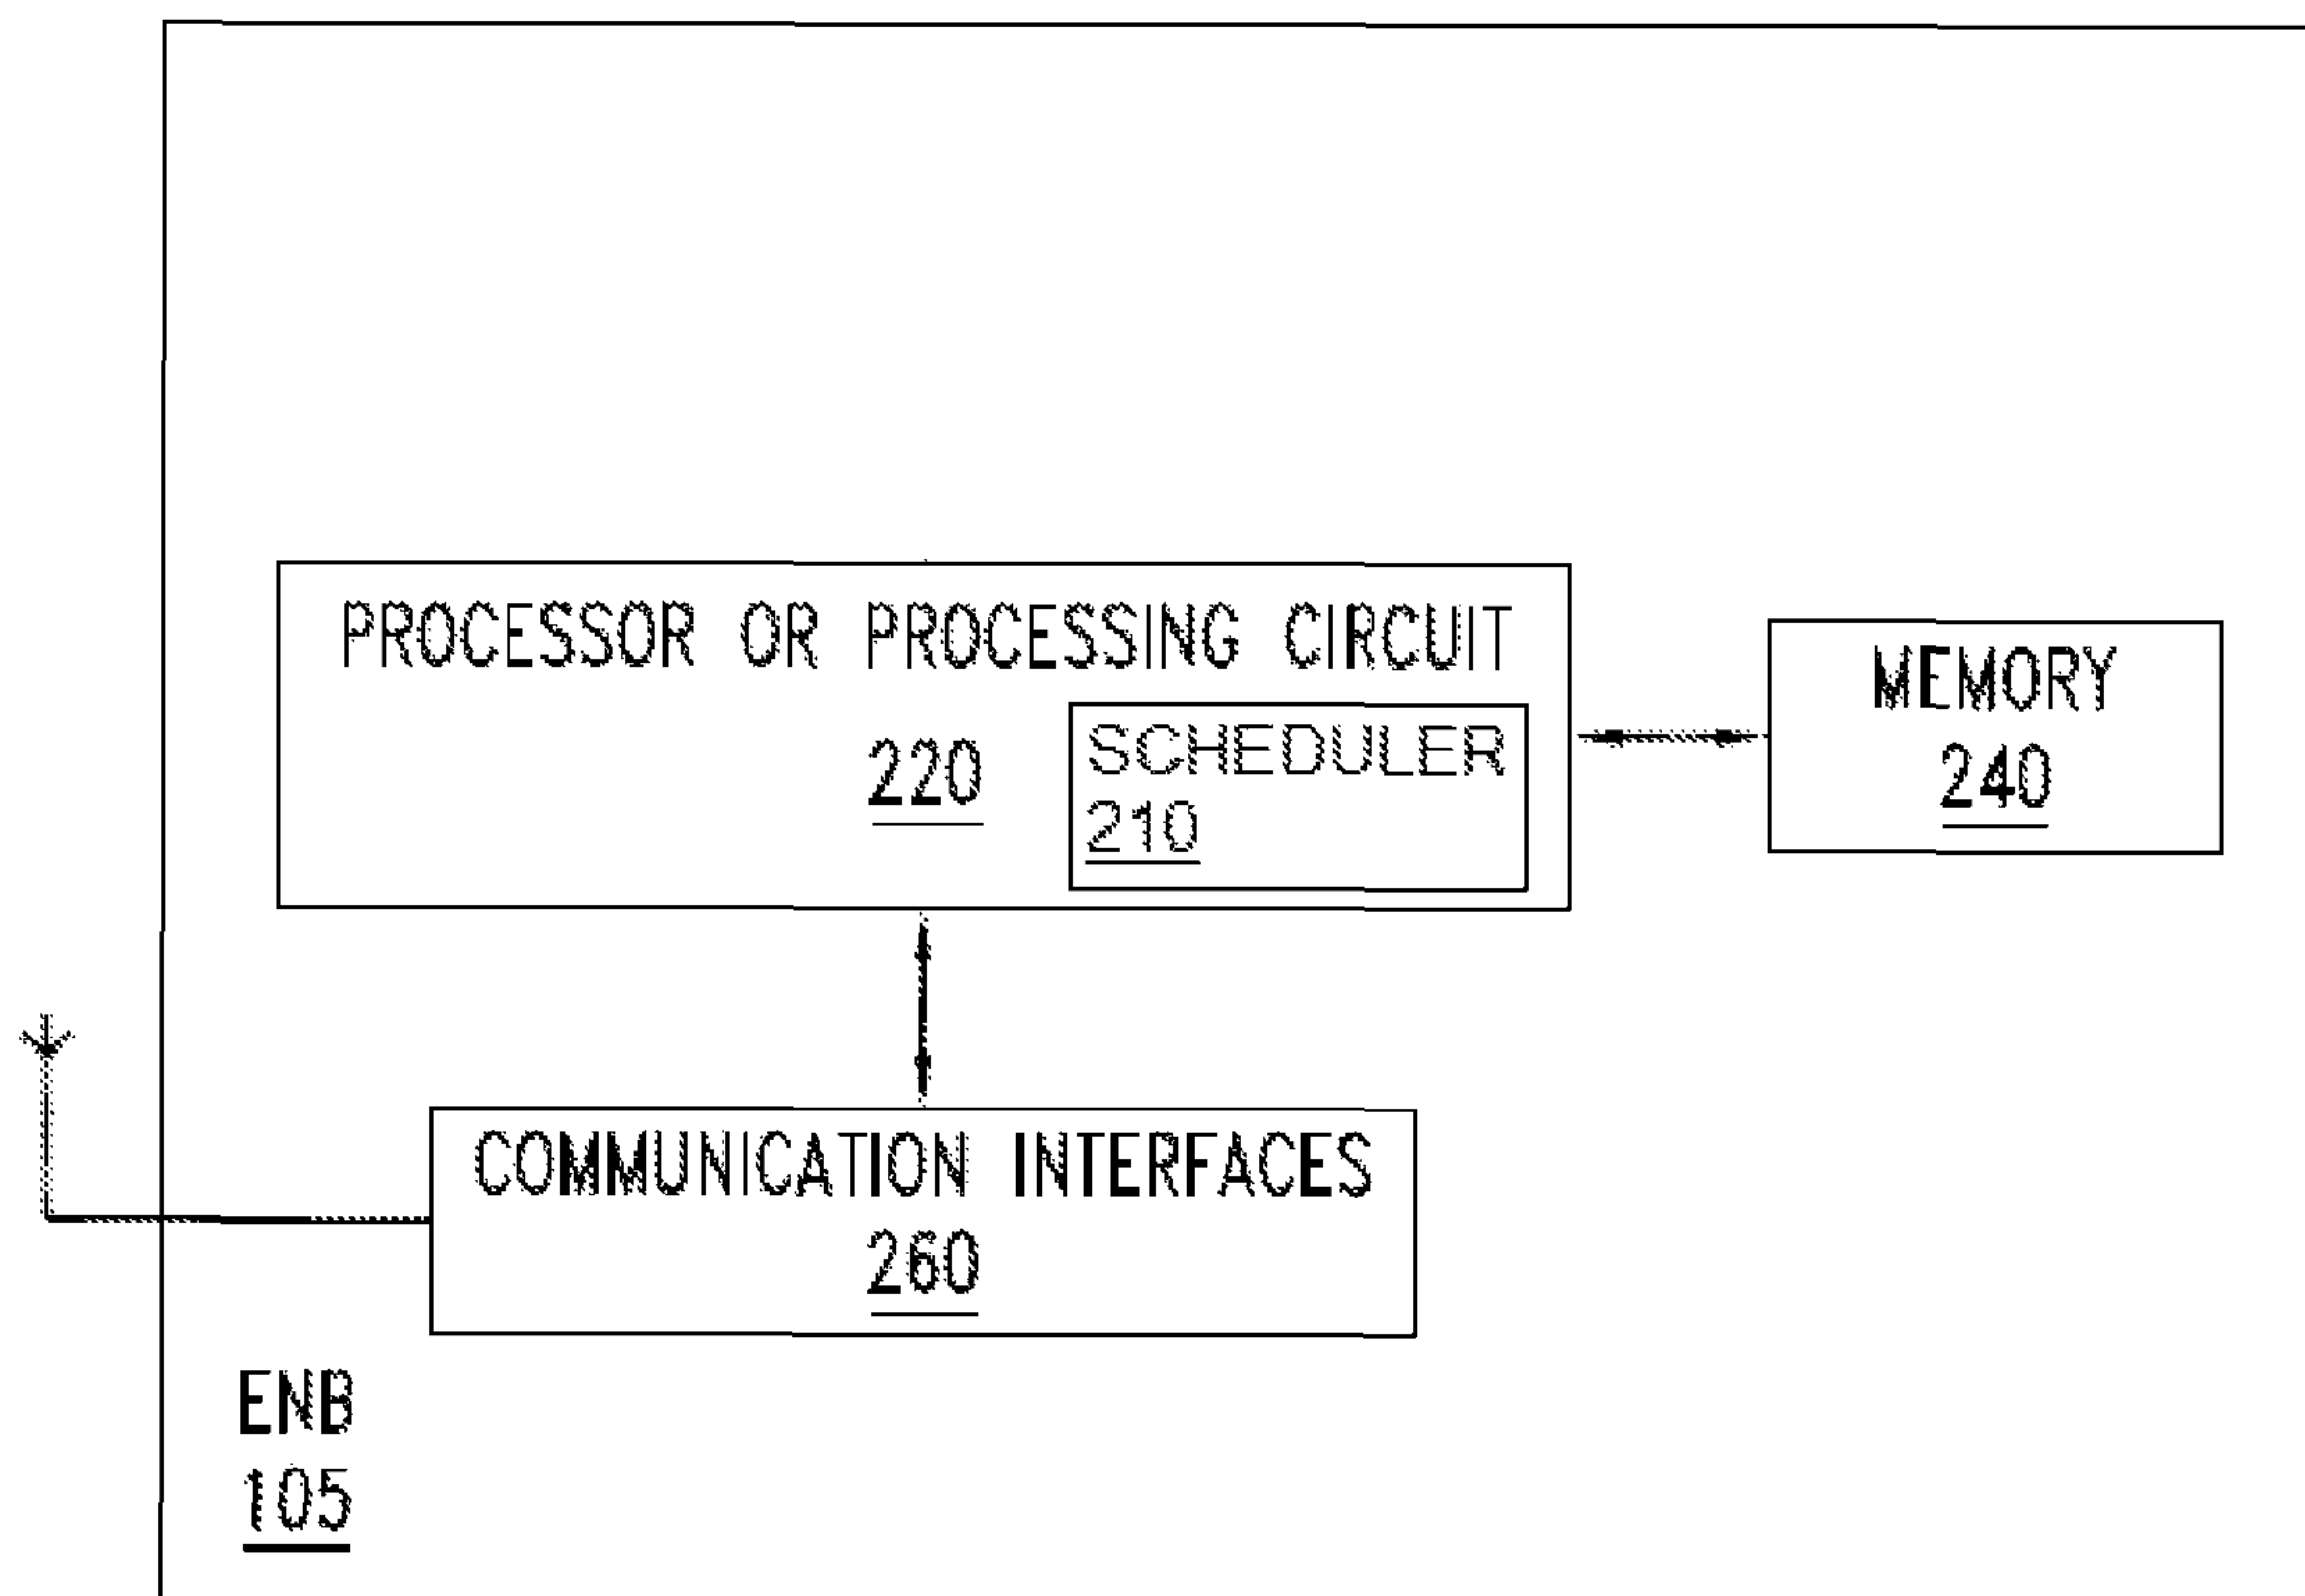 PROCESSOR OR PROCESSING CIRCUIT
220
SCHEDULER
210
MEMORY
240
COMMUNICATION INTERFACES
260
ENB
105